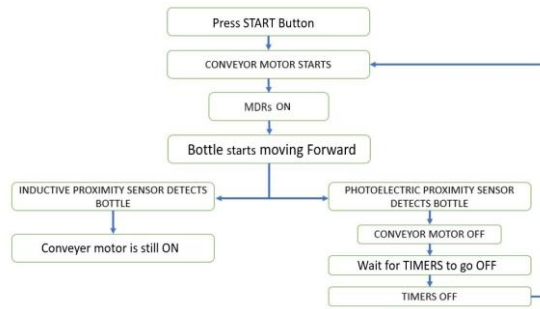 Press START Button
CONVEYOR MOTOR STARTS
MDRs ON
Bottle starts moving Forward
INDUCTIVE PROXIMITY SENSOR DETECTS
BOTTLE
Conveyer motor is still ON
PHOTOELECTRIC PROXIMITY SENSOR
DETECTS BOTTLE
CONVEYOR MOTOR OFF
Wait for TIMERS to go OFF
TIMERS OFF